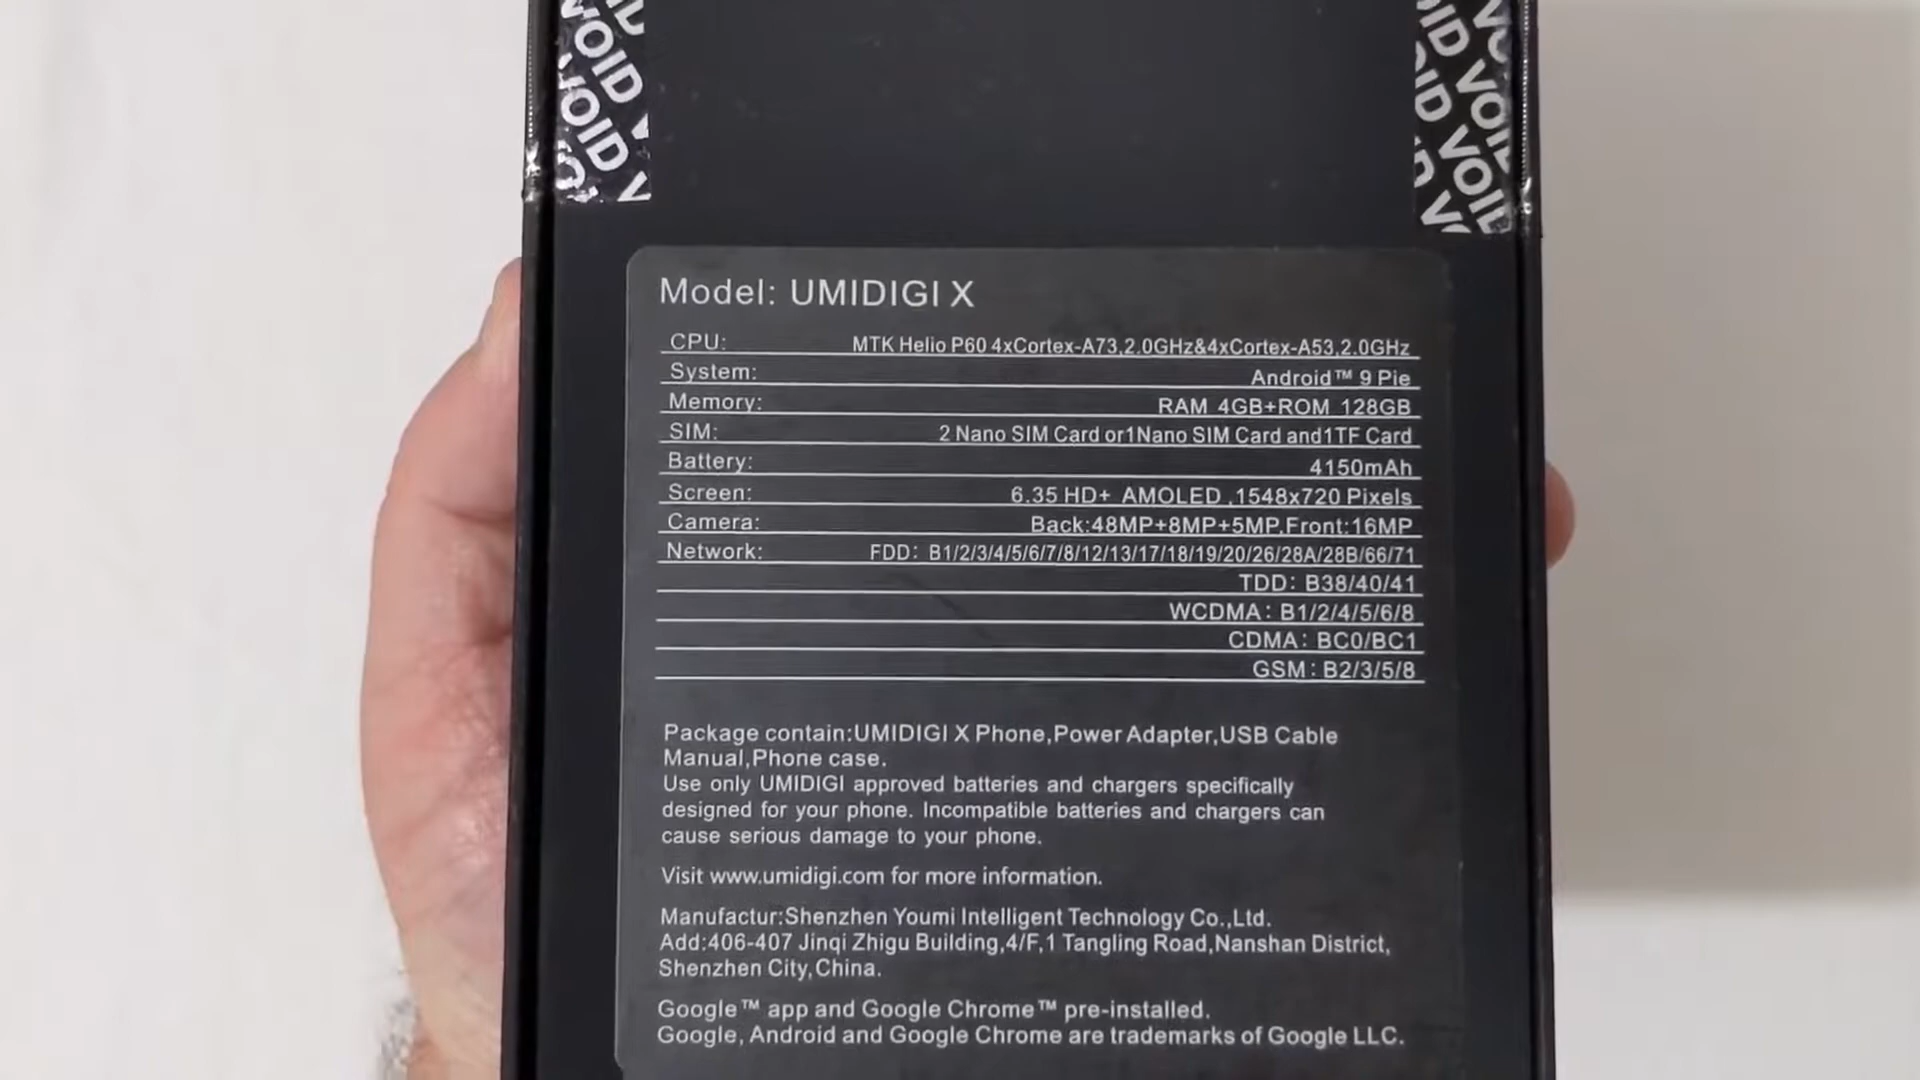 VOID VOID
VOID VOID
VOID VOID
Model: UMIDIGI X
CPU: MTK Helio P60 4xCortex-A73,2.0GHz&4xCortex-A53,2.0GHz
System: Android™ 9 Pie
Memory: RAM 4GB+ROM 128GB
SIM: 2 Nano SIM Card or1Nano SIM Card and1TF Card
Battery: 4150mAh
Screen: 6.35 HD+ AMOLED ,1548x720 Pixels
Camera: Back:48MP+8MP+5MP,Front:16MP
Network: FDD: B1/2/3/4/5/6/7/8/12/13/17/18/19/20/26/28A/28B/66/71
TDD: B38/40/41
WCDMA: B1/2/4/5/6/8
CDMA: BC0/BC1
GSM: B2/3/5/8
Package contain:UMIDIGI X Phone,Power Adapter,USB Cable
Manual,Phone case.
Use only UMIDIGI approved batteries and chargers specifically
designed for your phone. Incompatible batteries and chargers can
cause serious damage to your phone.
Visit www.umidigi.com for more information.
Manufactur:Shenzhen Youmi Intelligent Technology Co.,Ltd.
Add:406-407 Jinqi Zhigu Building,4/F,1 Tangling Road,Nanshan District,
Shenzhen City,China.
Google™ app and Google Chrome™ pre-installed.
Google, Android and Google Chrome are trademarks of Google LLC.